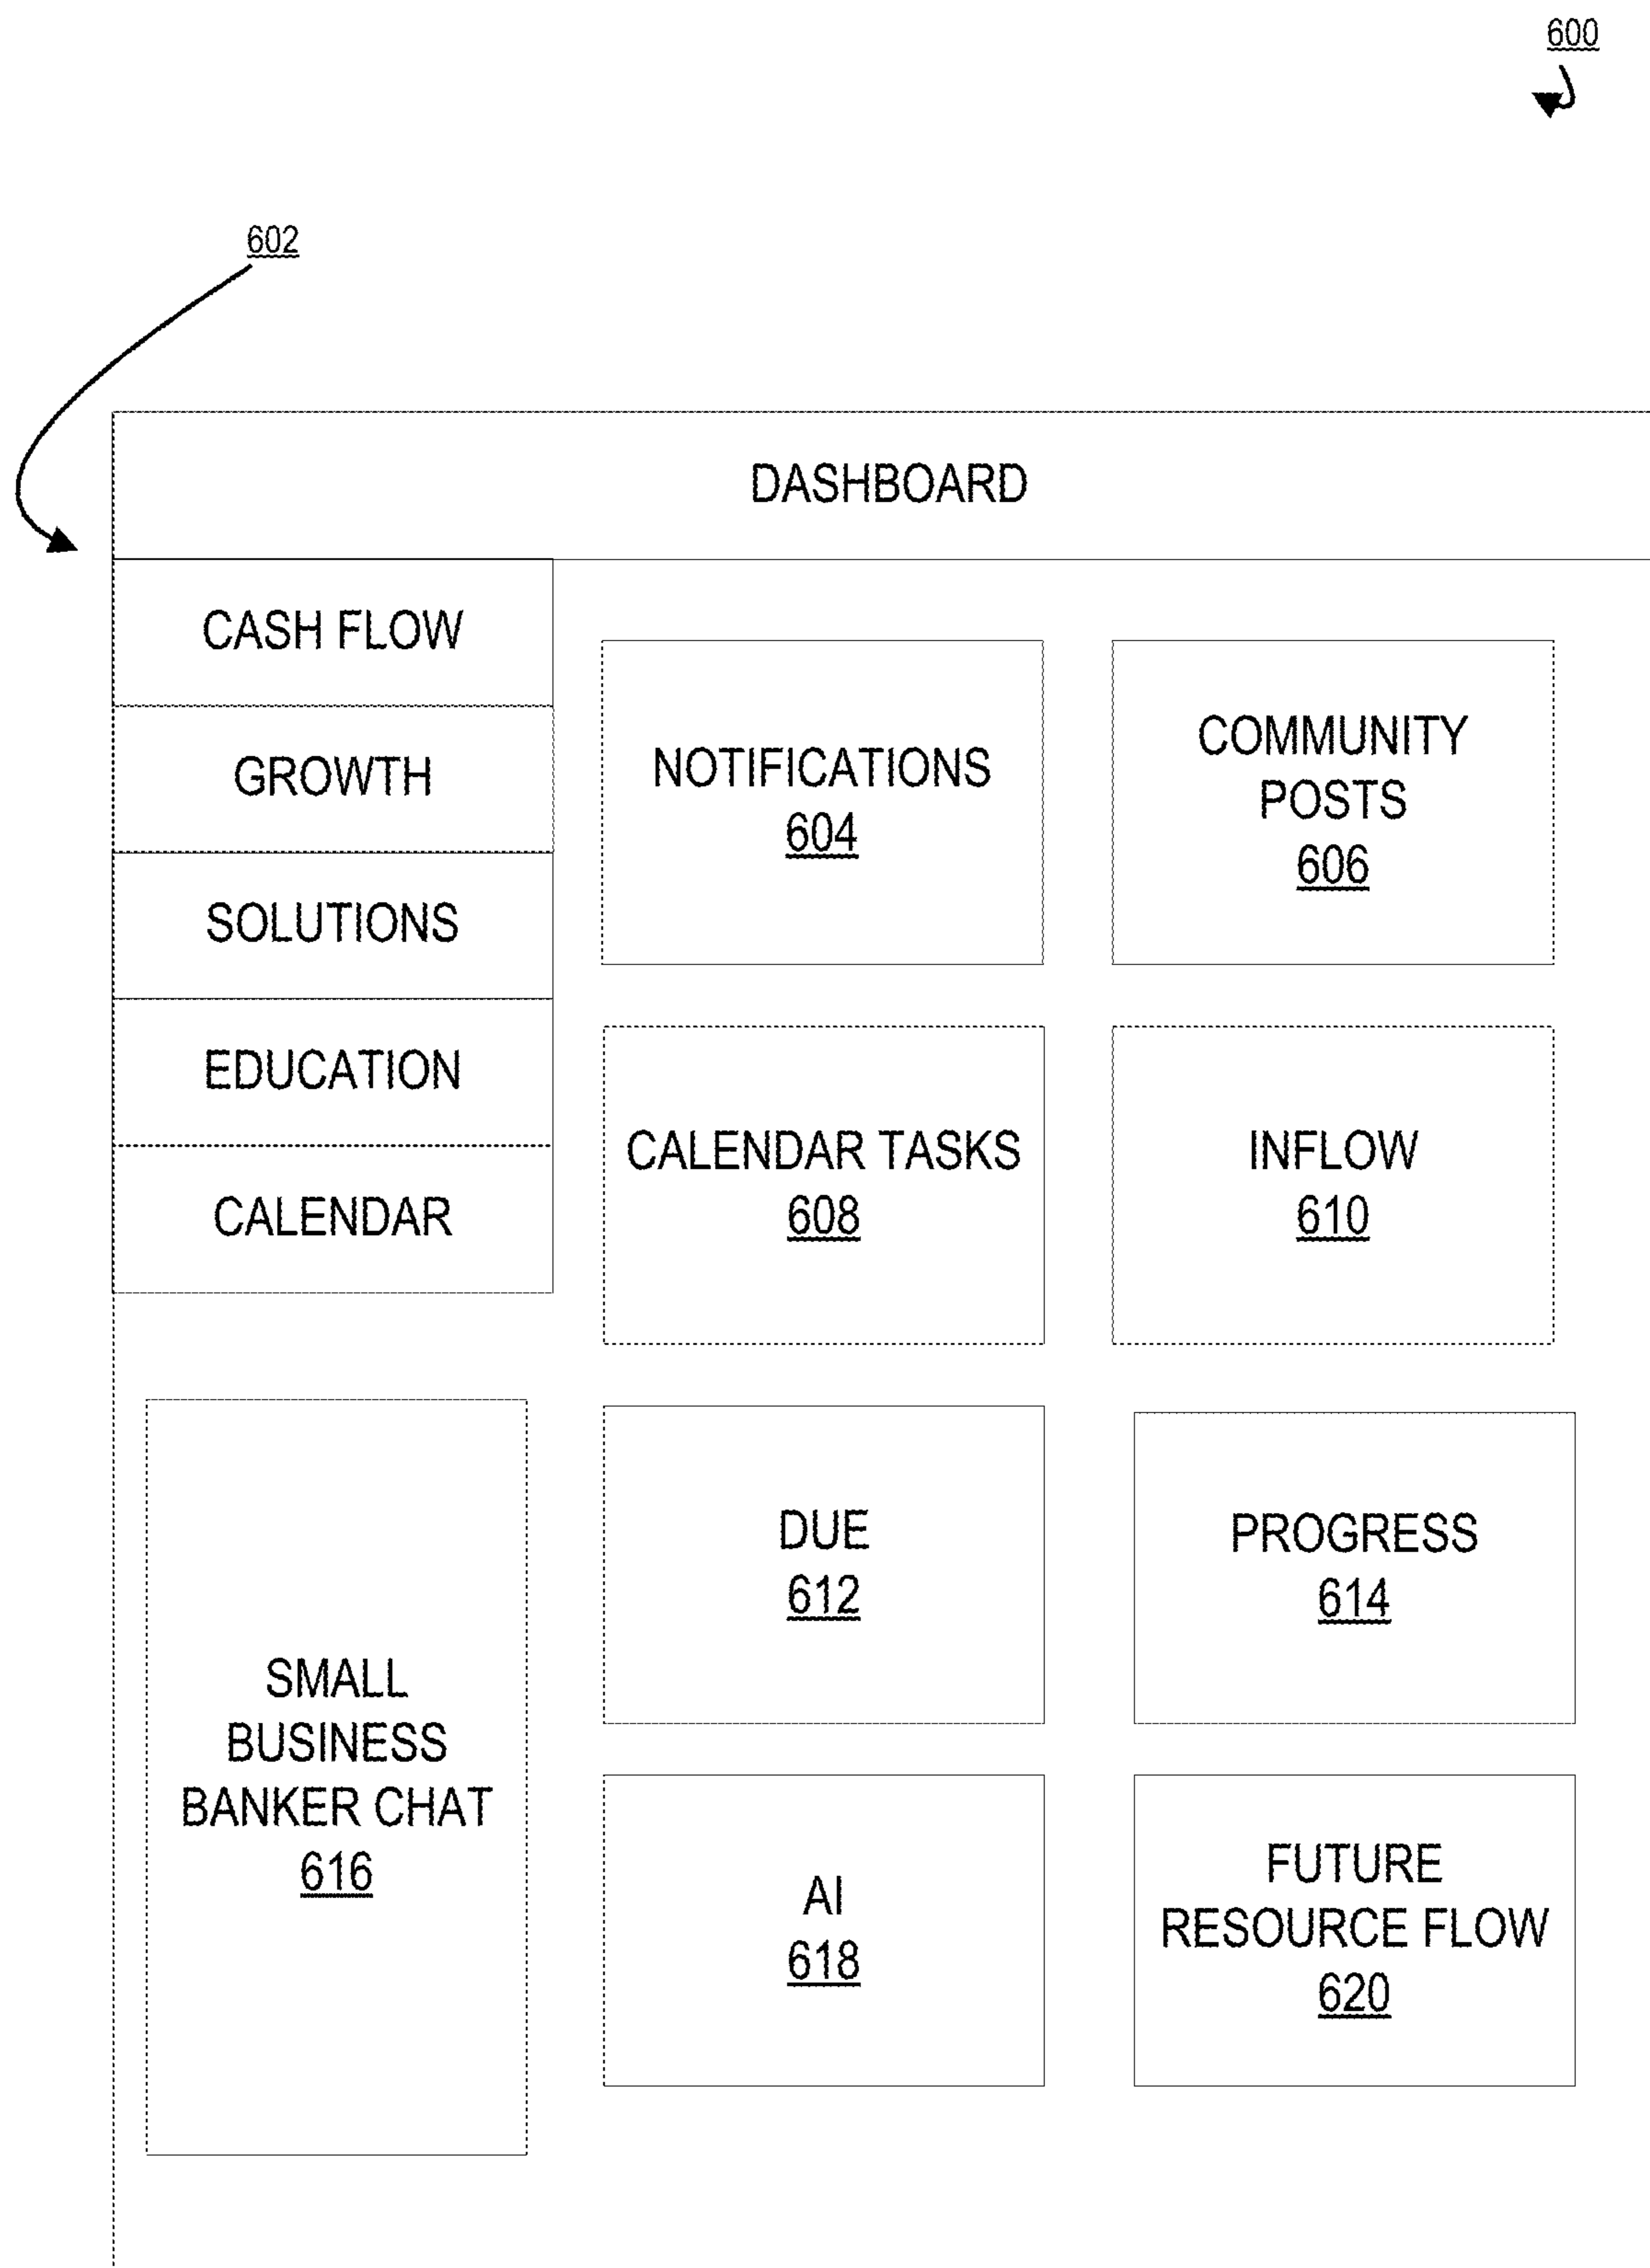 600
602
DASHBOARD
CASH FLOW
GROWTH
SOLUTIONS
EDUCATION
CALENDAR
NOTIFICATIONS
604
COMMUNITY
POSTS
606
CALENDAR TASKS
608
INFLOW
610
DUE
612
PROGRESS
614
SMALL
BUSINESS
BANKER CHAT
616
AI
618
FUTURE
RESOURCE FLOW
620